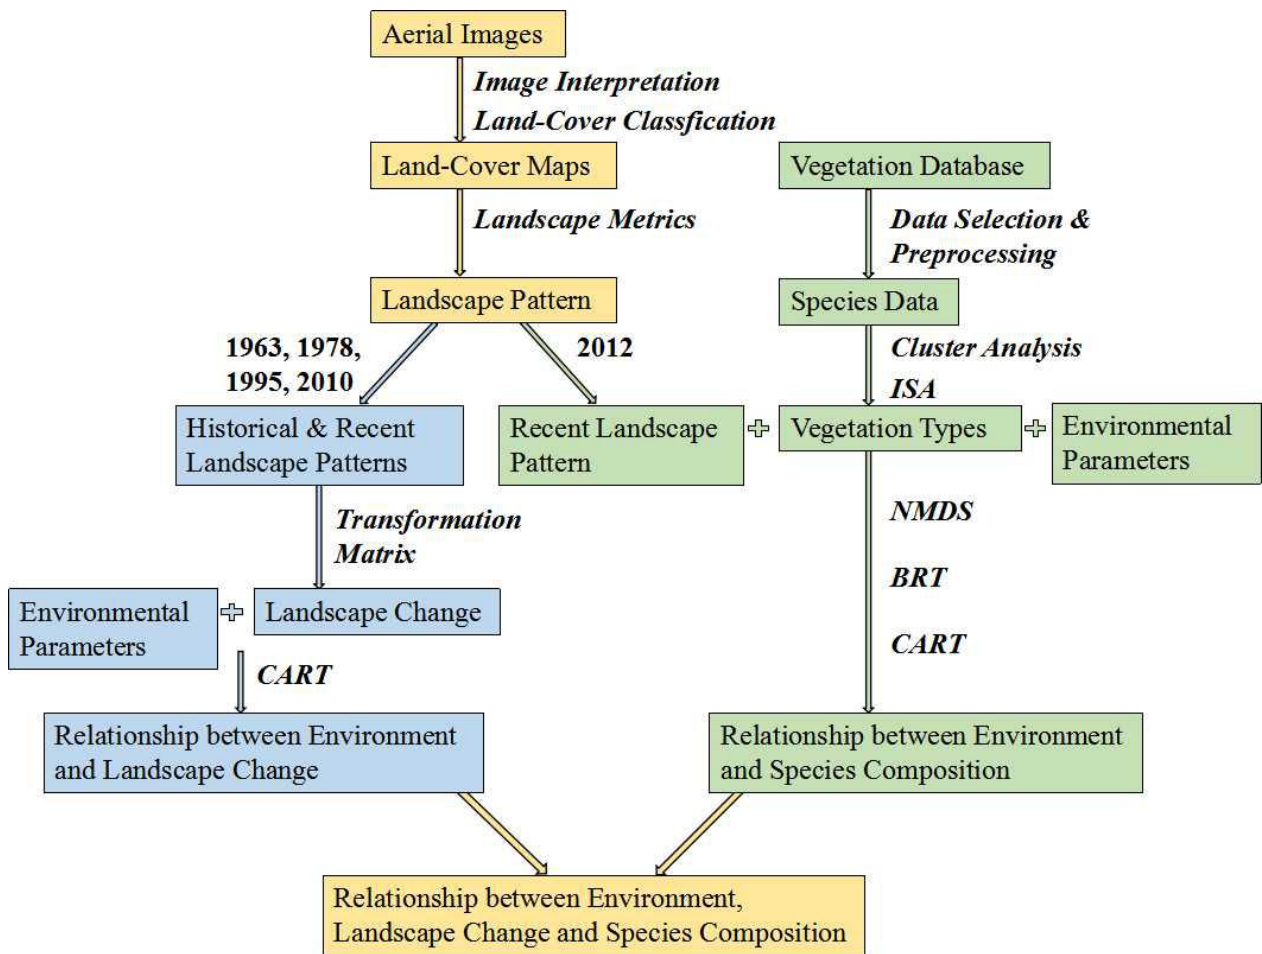 Aerial Images
Image Interpretation
Land-Cover Classfication
Land-Cover Maps
Vegetation Database
Landscape Metrics
Data Selection &
Preprocessing
Landscape Pattern
Species Data
1963, 1978,
1995, 2010
2012
Cluster Analysis
ISA
Historical & Recent
Landscape Patterns
Recent Landscape
Pattern
+
Vegetation Types
+
Environmental
Parameters
Transformation
Matrix
NMDS
BRT
CART
Environmental
Parameters
+
Landscape Change
CART
Relationship between Environment
and Landscape Change
Relationship between Environment
and Species Composition
Relationship between Environment,
Landscape Change and Species Composition